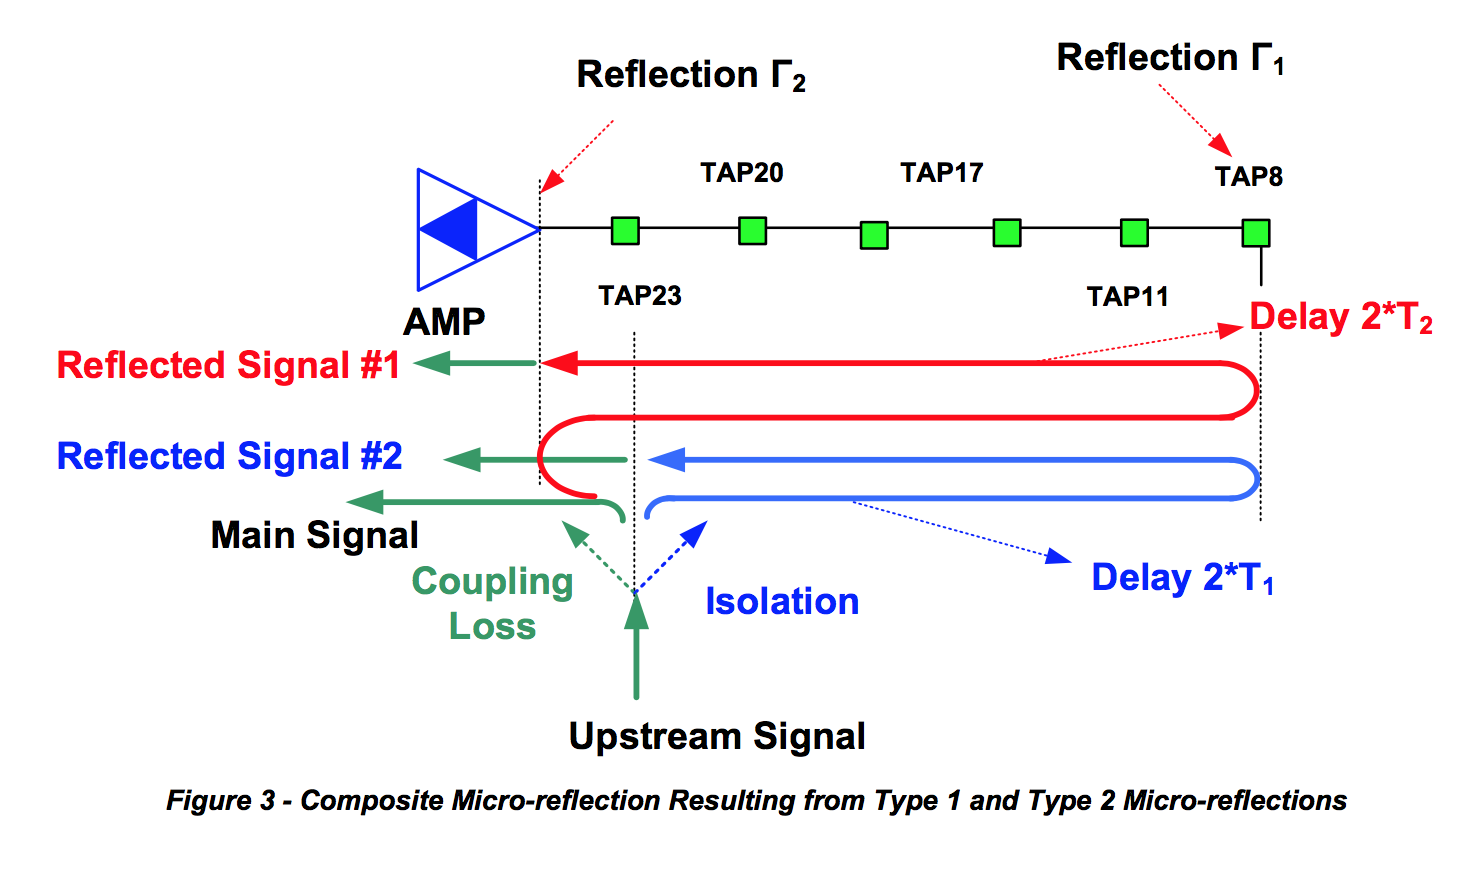 Reflection Γ2
Reflection Γ1
TAP20
TAP17
TAP8
TAP23
TAP11
AMP
Delay 2*T2
Reflected Signal #1
Reflected Signal #2
Main Signal
Coupling
Loss
Isolation
Delay 2*T1
Upstream Signal
Figure 3 - Composite Micro-reflection Resulting from Type 1 and Type 2 Micro-reflections